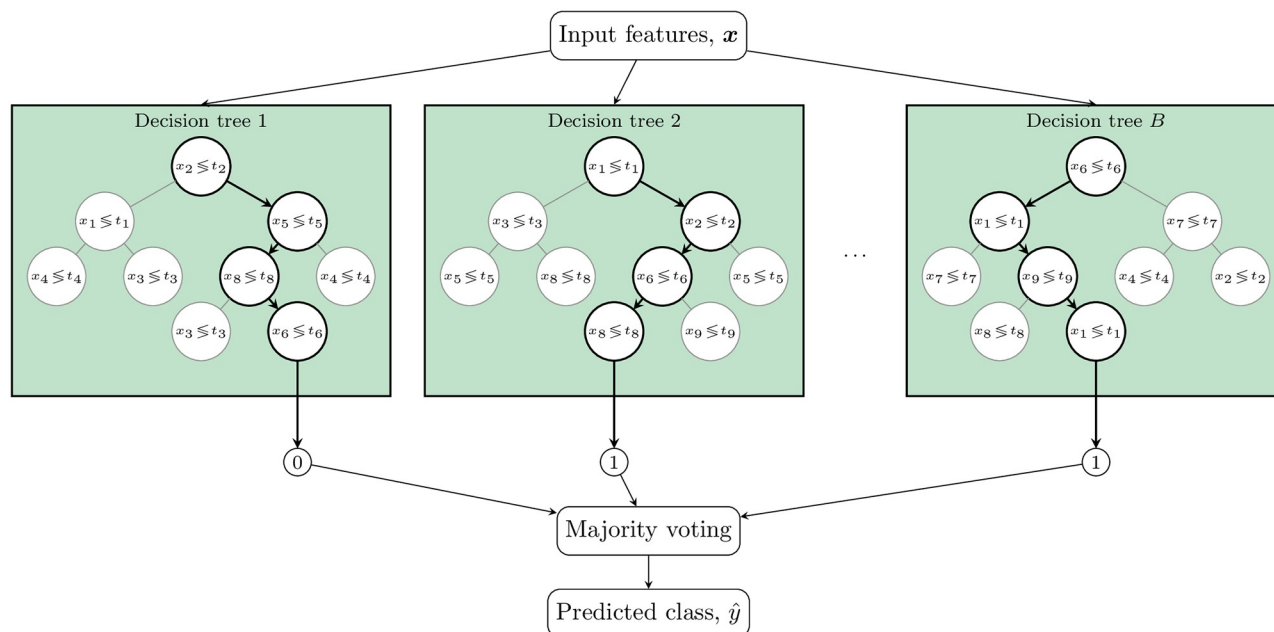 Input features, x
Decision tree 1
x₂ ≶ t₂
x₁ ≶ t₁
x₅ ≶ t₅
x₄ ≶ t₄
x₃ ≶ t₃
x₈ ≶ t₈
x₄ ≶ t₄
x₃ ≶ t₃
x₆ ≶ t₆
Decision tree 2
x₁ ≶ t₁
x₃ ≶ t₃
x₂ ≶ t₂
x₅ ≶ t₅
x₈ ≶ t₈
x₆ ≶ t₆
x₅ ≶ t₅
x₈ ≶ t₈
x₉ ≶ t₉
...
Decision tree B
x₆ ≶ t₆
x₁ ≶ t₁
x₇ ≶ t₇
x₇ ≶ t₇
x₉ ≶ t₉
x₄ ≶ t₄
x₂ ≶ t₂
x₈ ≶ t₈
x₁ ≶ t₁
0
1
1
Majority voting
Predicted class, ŷ